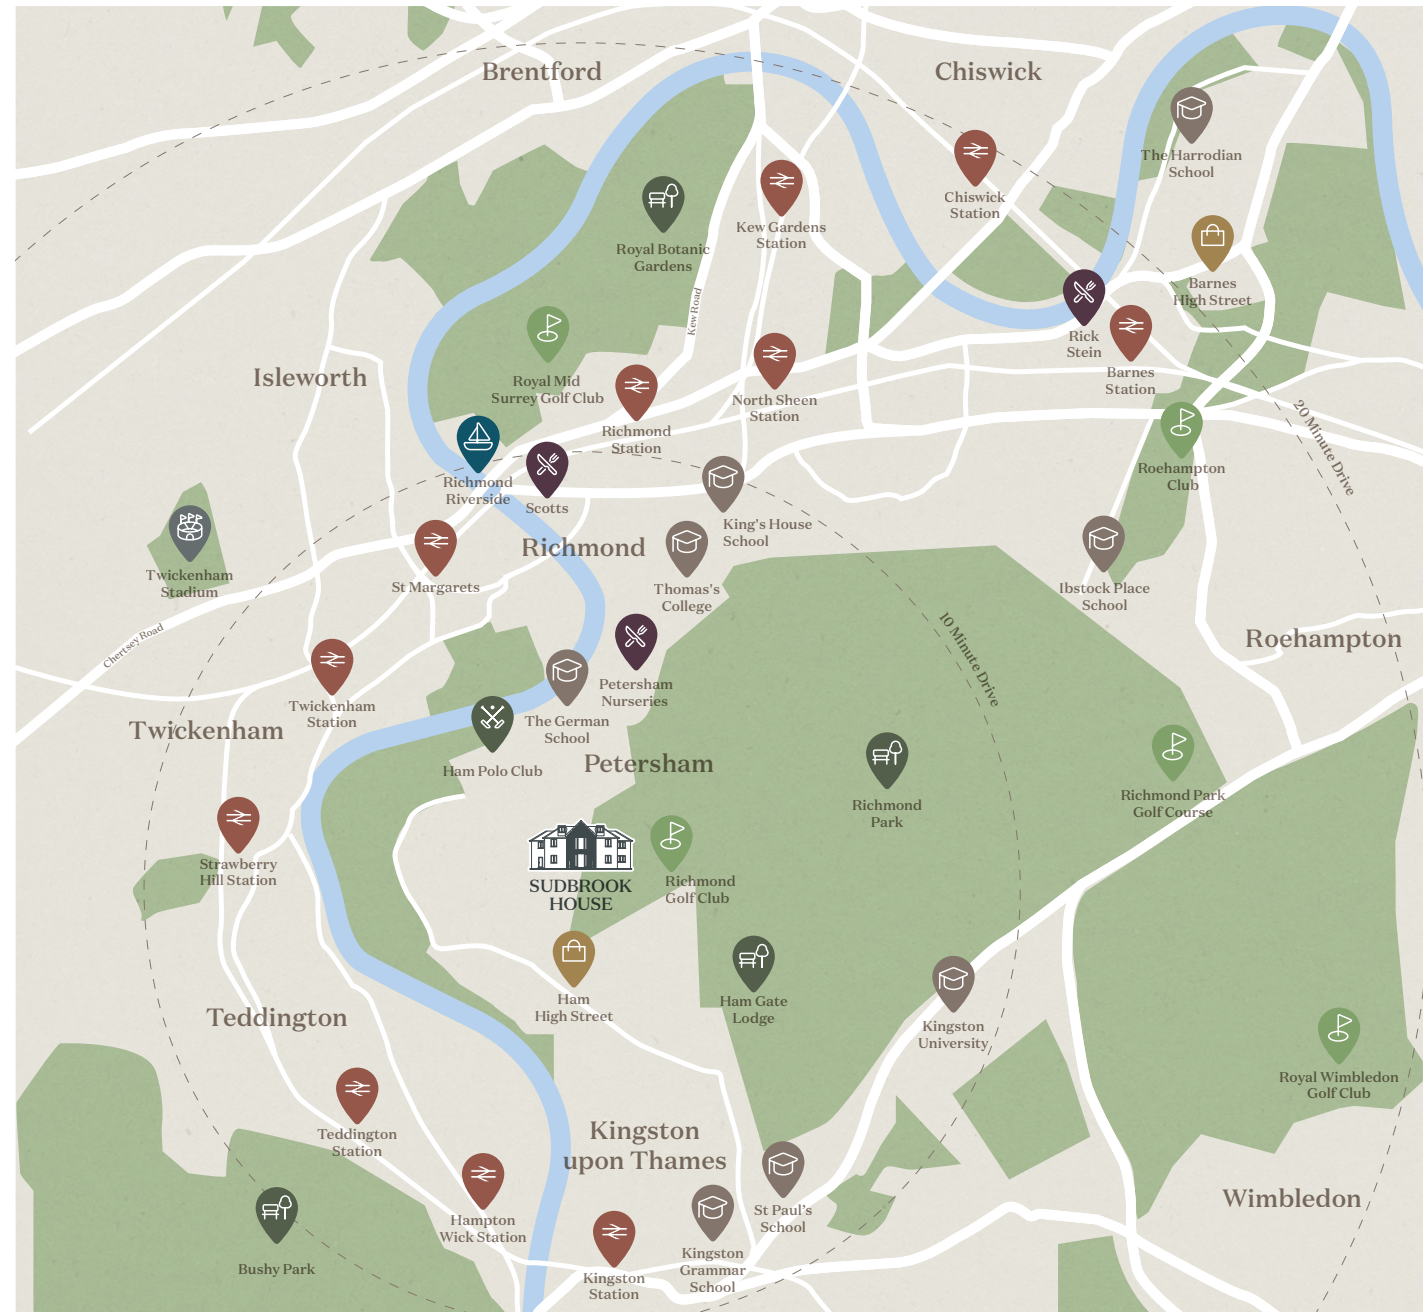 Brentford
Chiswick
The Harrodian
School
Chiswick
Station
Kew Gardens
Station
Royal Botanic
Gardens
Barnes
High Street
Kew Road
Rick
Stein
Barnes
Station
Isleworth
Royal Mid
Surrey Golf Club
North Sheen
Station
Richmond
Station
20 Minute Drive
Roehampton
Club
Richmond
Riverside
Scotts
King's House
School
Richmond
Twickenham
Stadium
St Margarets
Thomas's
College
Ibstock Place
School
Chertsey Road
10 Minute Drive
Roehampton
Petersham
Nurseries
Twickenham
Station
The German
School
Twickenham
Ham Polo Club
Petersham
Richmond
Park
Richmond Park
Golf Course
Strawberry
Hill Station
SUDBROOK
HOUSE
Richmond
Golf Club
Ham
High Street
Ham Gate
Lodge
Teddington
Kingston
University
Royal Wimbledon
Golf Club
Teddington
Station
Kingston
upon Thames
Wimbledon
Hampton
Wick Station
St Paul's
School
Bushy Park
Kingston
Grammar
School
Kingston
Station